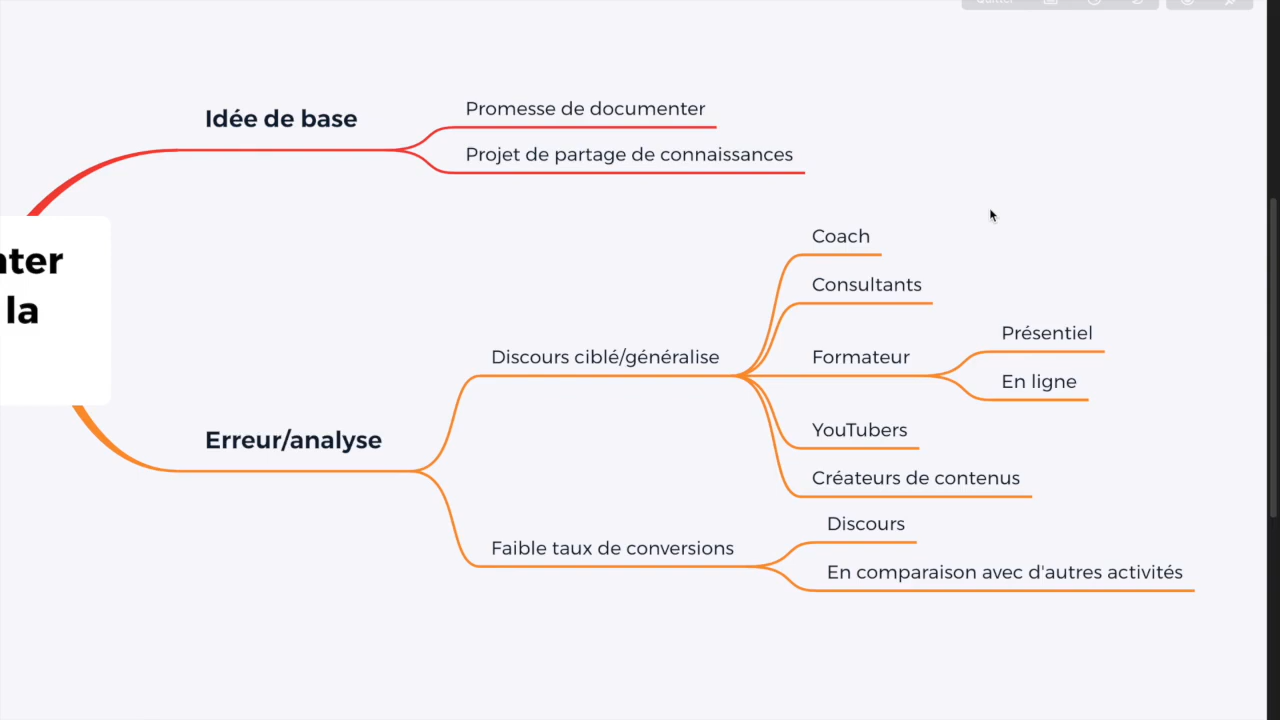 Idée de base
Promesse de documenter
Projet de partage de connaissances
la
Erreur/analyse
Discours ciblé/généralise
Coach
Consultants
Formateur
Présentiel
En ligne
YouTubers
Créateurs de contenus
Faible taux de conversions
Discours
En comparaison avec d'autres activités